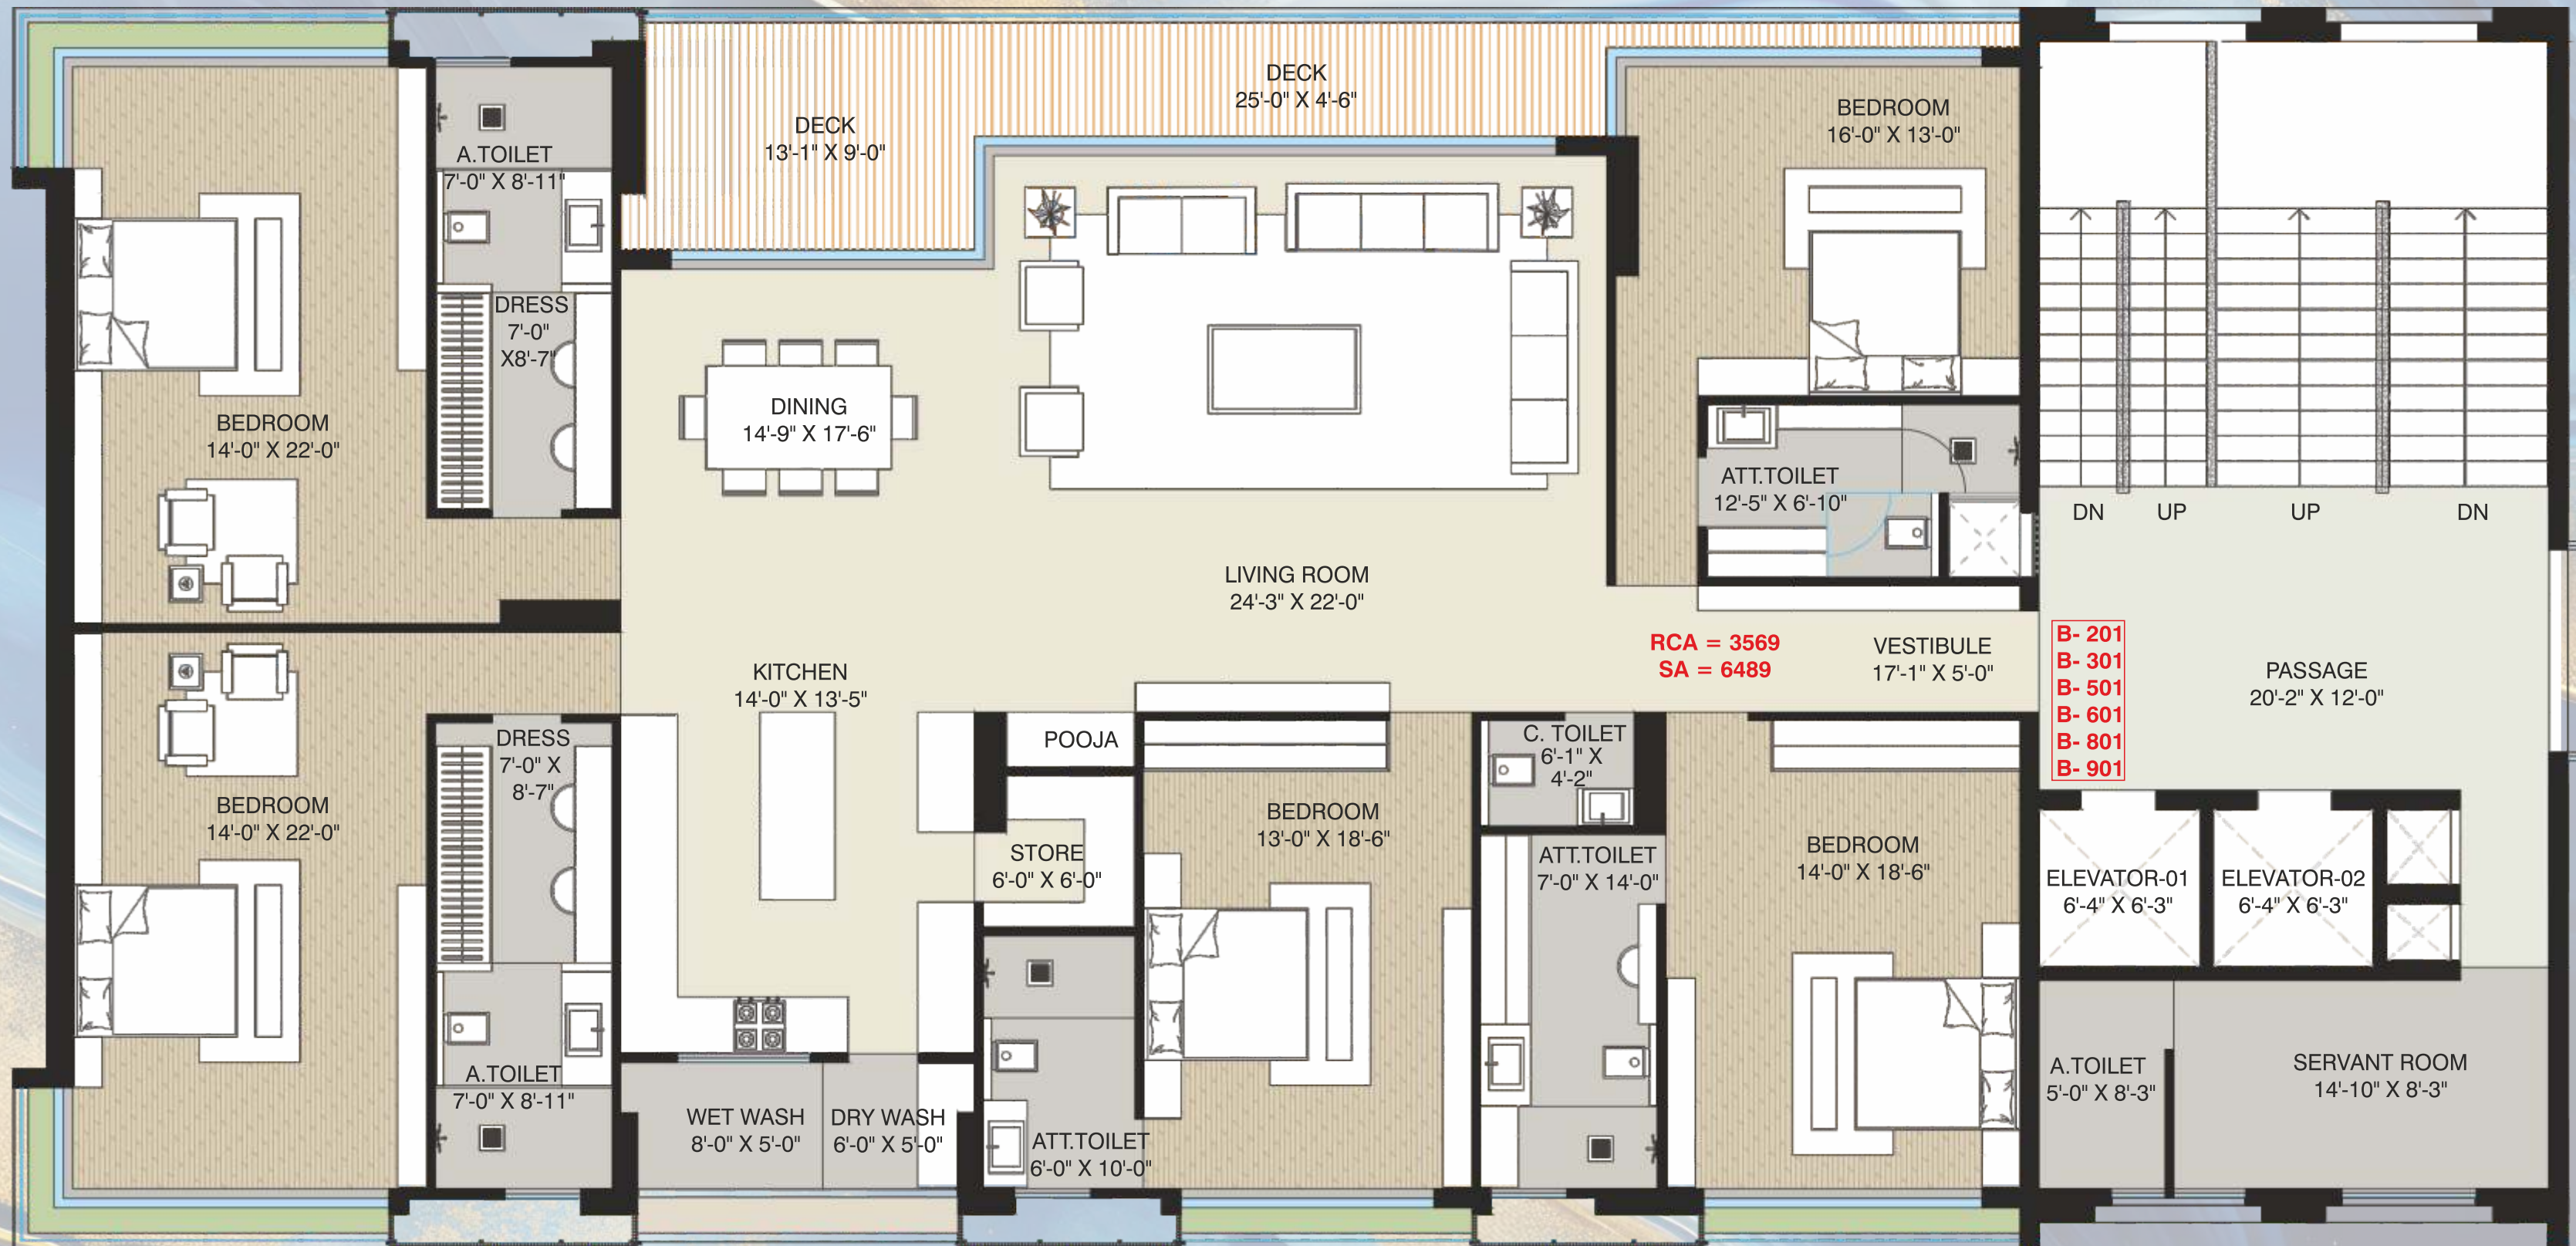 DECK
25'-0" X 4'-6"
DECK
13'-1" X 9'-0"
BEDROOM
16'-0" X 13'-0"
A.TOILET
7'-0" X 8'-11"
DRESS
7'-0"
X8'-7"
BEDROOM
14'-0" X 22'-0"
DINING
14'-9" X 17'-6"
ATT.TOILET
12'-5" X 6'-10"
DN
UP
UP
DN
LIVING ROOM
24'-3" X 22'-0"
RCA = 3569
SA = 6489
VESTIBULE
17'-1" X 5'-0"
B- 201
B- 301
B- 501
B- 601
B- 801
B- 901
PASSAGE
20'-2" X 12'-0"
KITCHEN
14'-0" X 13'-5"
POOJA
DRESS
7'-0" X
8'-7"
BEDROOM
14'-0" X 22'-0"
C. TOILET
6'-1" X
4'-2"
BEDROOM
13'-0" X 18'-6"
STORE
6'-0" X 6'-0"
ATT.TOILET
7'-0" X 14'-0"
BEDROOM
14'-0" X 18'-6"
ELEVATOR-01
6'-4" X 6'-3"
ELEVATOR-02
6'-4" X 6'-3"
A.TOILET
7'-0" X 8'-11"
WET WASH
8'-0" X 5'-0"
DRY WASH
6'-0" X 5'-0"
ATT.TOILET
6'-0" X 10'-0"
A.TOILET
5'-0" X 8'-3"
SERVANT ROOM
14'-10" X 8'-3"